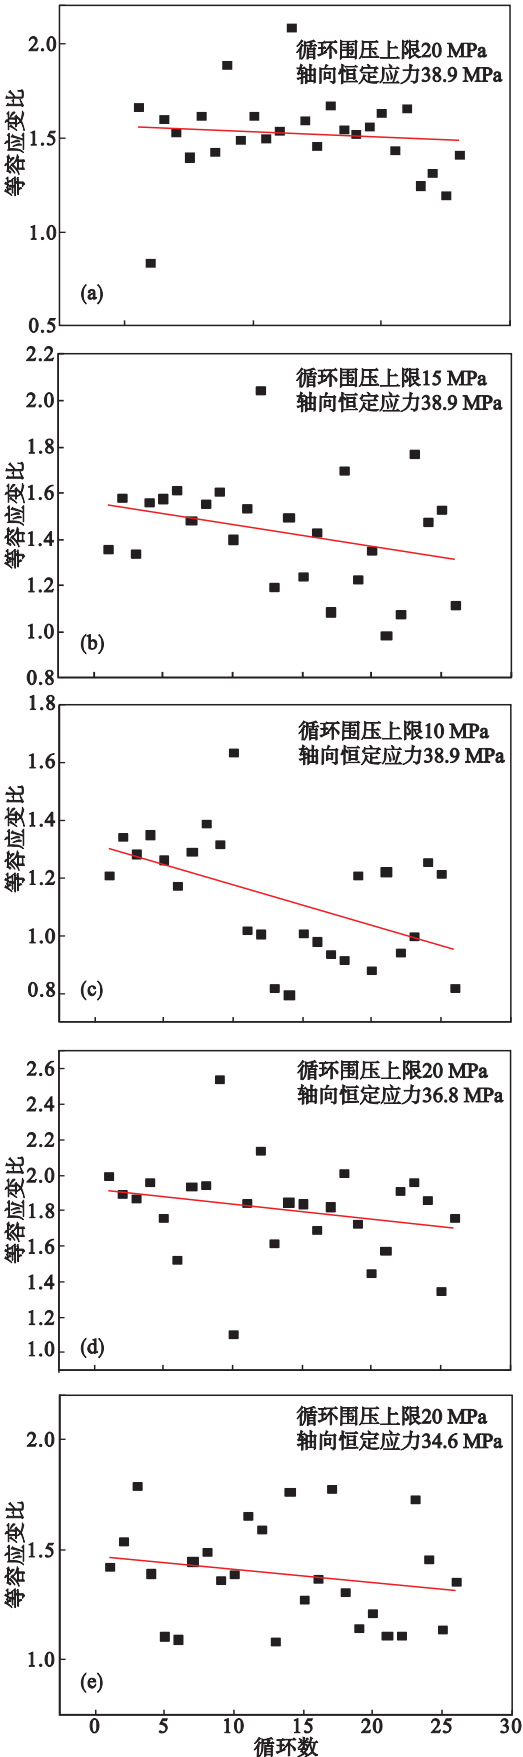 2.0
循环围压上限20 MPa
轴向恒定应力38.9 MPa
1.5
等容应变比
1.0
(a)
0.5
2.2
循环围压上限15 MPa
2.0
轴向恒定应力38.9 MPa
1.8
1.6
等容应变比
1.4
1.2
1.0
(b)
0.8
1.8
循环围压上限10 MPa
轴向恒定应力38.9 MPa
1.6
1.4
等容应变比
1.2
1.0
0.8
(c)
2.6
循环围压上限20 MPa
轴向恒定应力36.8 MPa
2.4
2.2
2.0
等容应变比
1.8
1.6
1.4
1.2
1.0
(d)
循环围压上限20 MPa
轴向恒定应力34.6 MPa
2.0
等容应变比
1.5
1.0
(e)
0 5 10 15 20 25 30
循环数